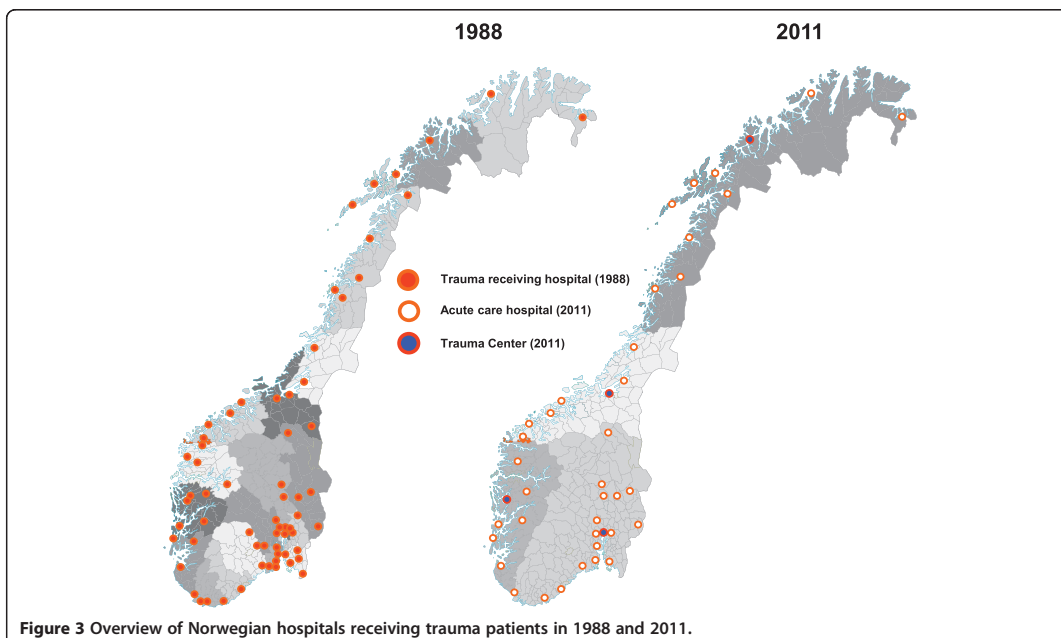 1988
2011
Trauma receiving hospital (1988)
Acute care hospital (2011)
Trauma Center (2011)
Figure 3 Overview of Norwegian hospitals receiving trauma patients in 1988 and 2011.